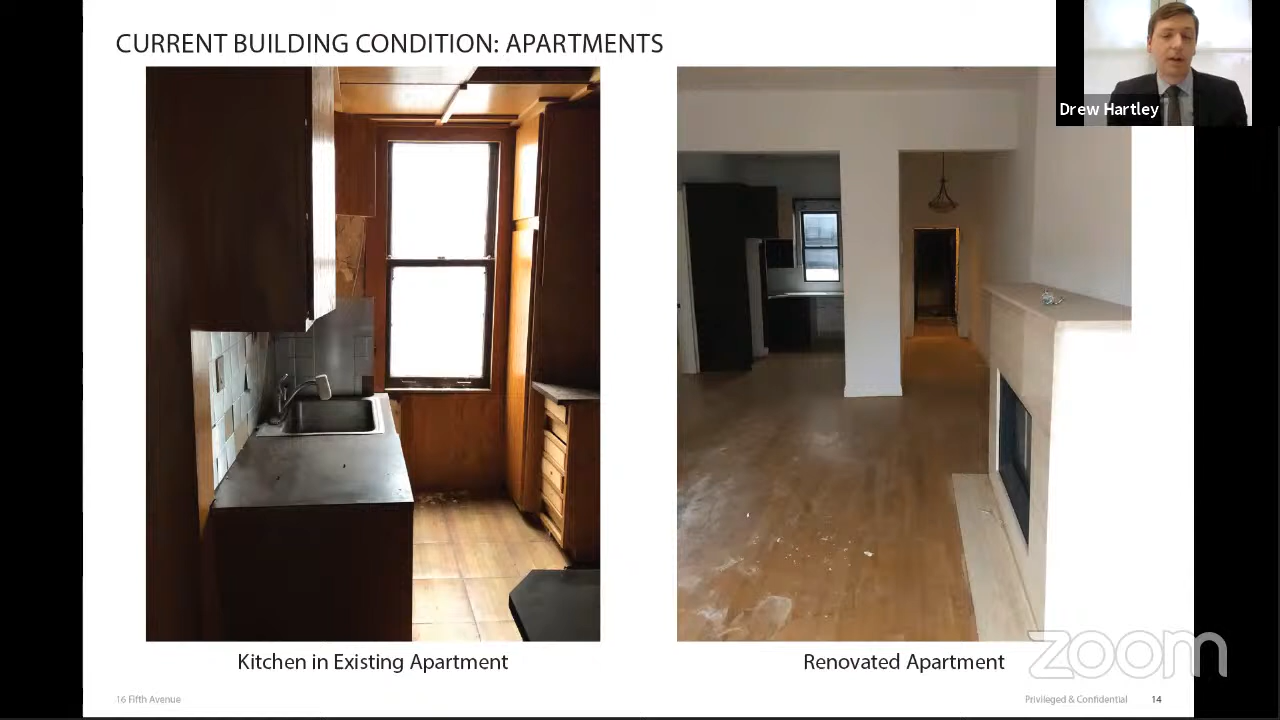 CURRENT BUILDING CONDITION: APARTMENTS
Drew Hartley
Kitchen in Existing Apartment
Renovated Apartment
zoom
16 Fifth Avenue
Privileged & Confidential
14